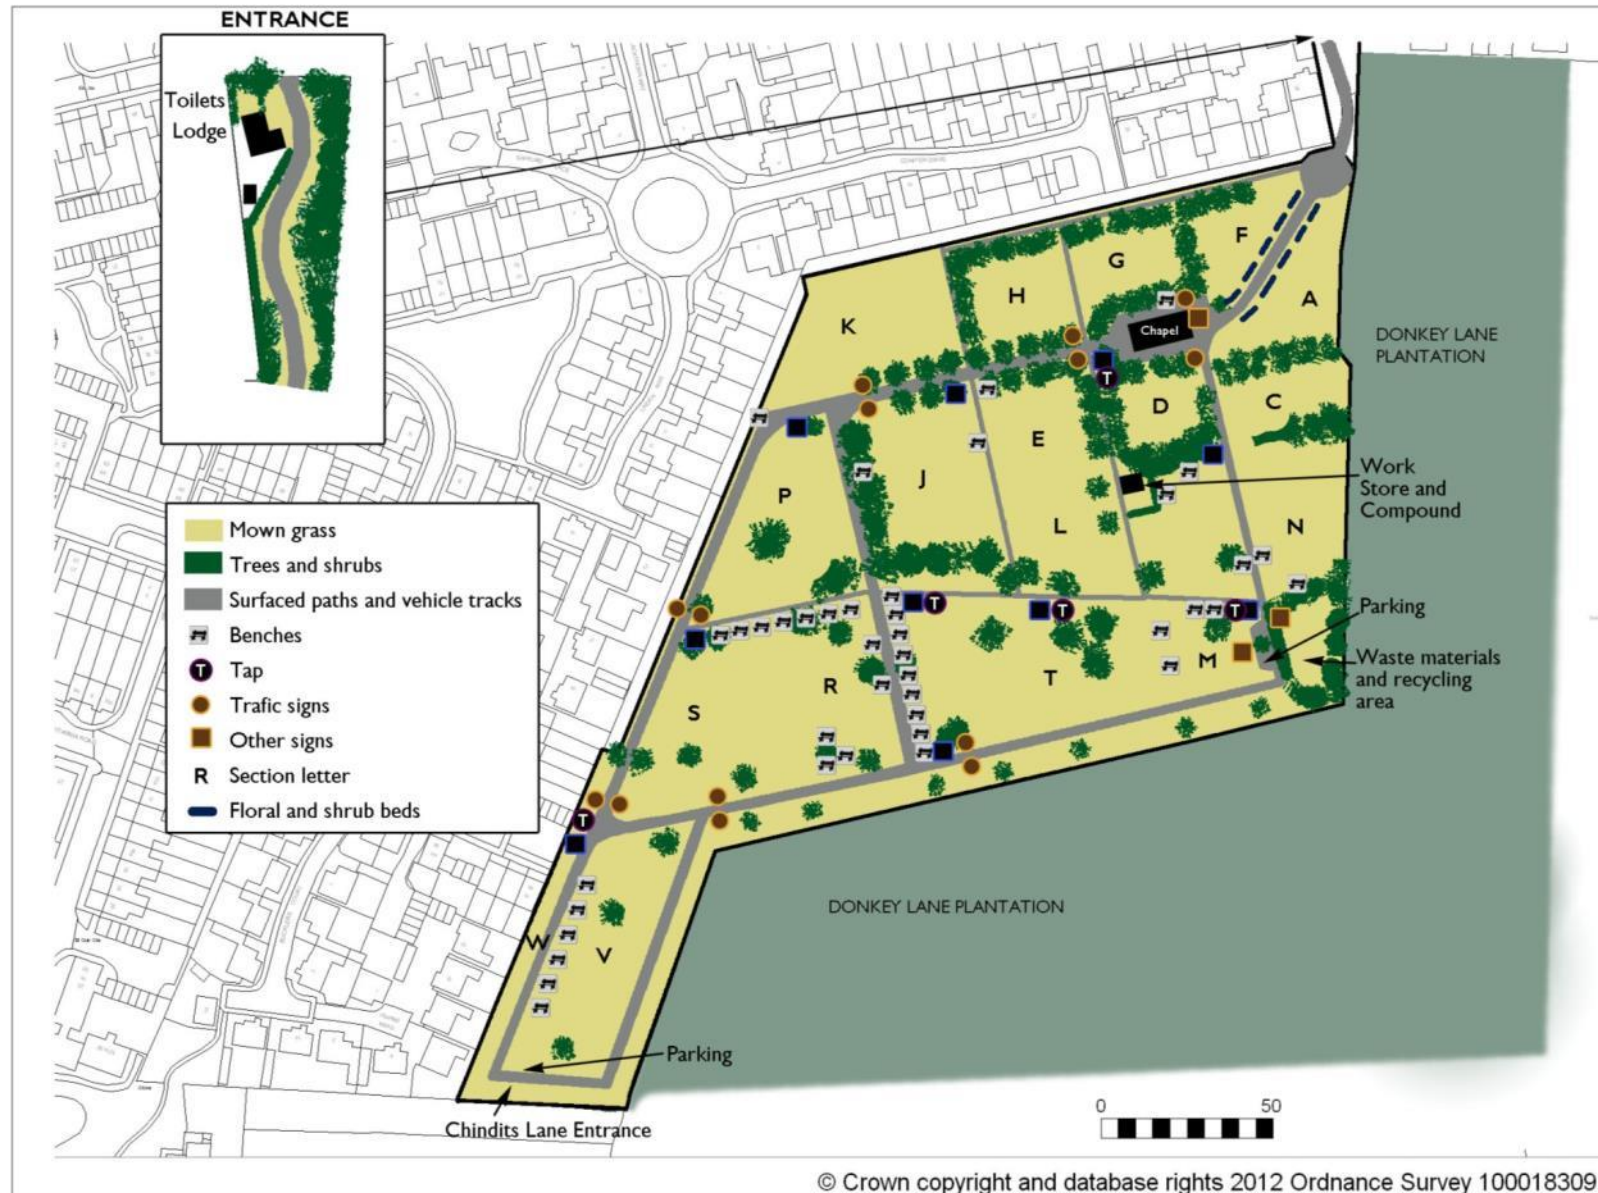 ENTRANCE
Toilets
Lodge
Mown grass
Trees and shrubs
Surfaced paths and vehicle tracks
Benches
T
Tap
Trafic signs
Other signs
R
Section letter
Floral and shrub beds
F
G
H
A
K
Chapel
T
DONKEY LANE
PLANTATION
D
C
E
J
P
Work
Store and
Compound
L
N
T
T
T
Parking
Waste materials
and recycling
area
M
T
R
S
T
DONKEY LANE PLANTATION
W
V
Parking
Chindits Lane Entrance
0
50
© Crown copyright and database rights 2012 Ordnance Survey 100018309